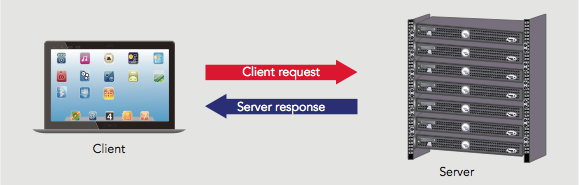 Client request
Server response
Client
Server